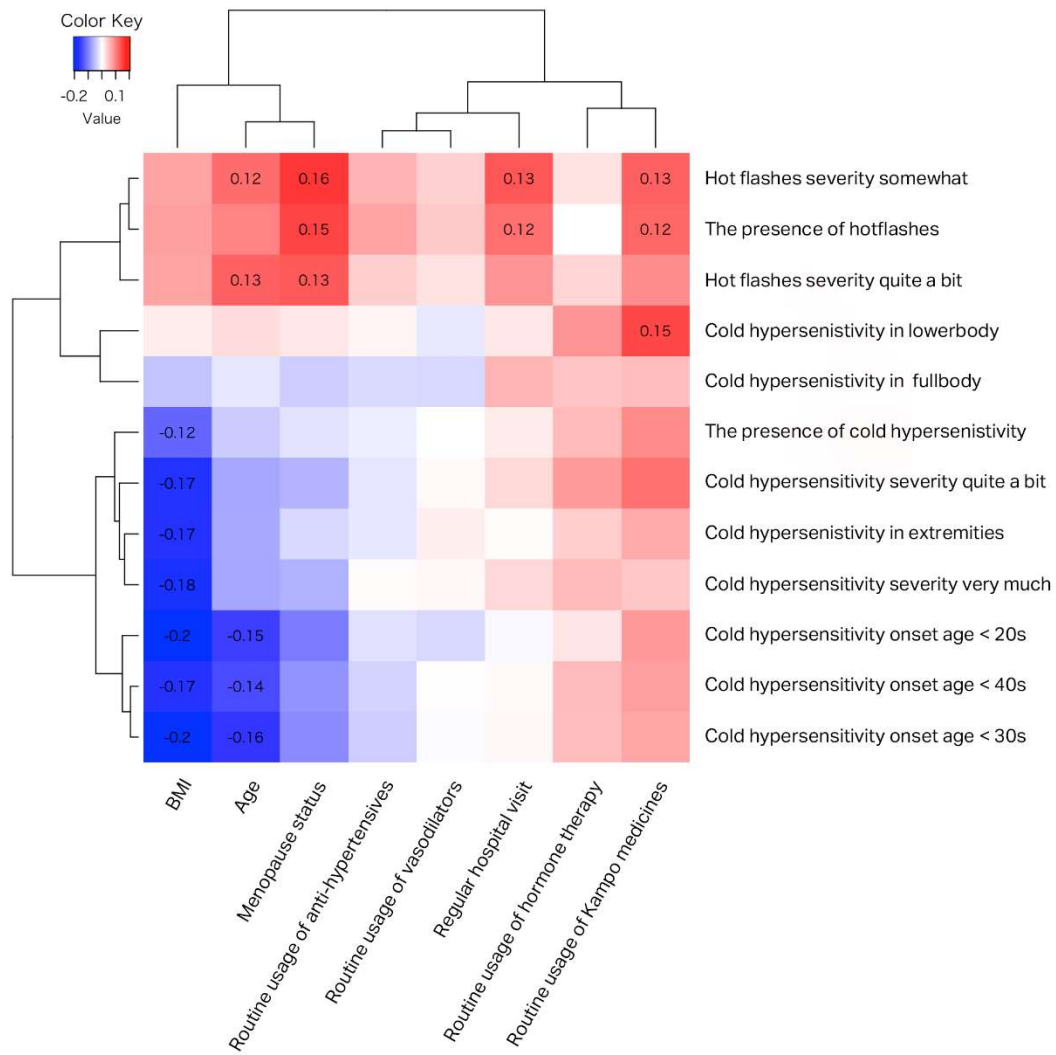 Color Key
-0.2 0.1
Value
0.12 0.16 0.13 0.13 Hot flashes severity somewhat
0.15 0.12 0.12 The presence of hotflashes
0.13 0.13 Hot flashes severity quite a bit
0.15 Cold hypersenistivity in lowerbody
Cold hypersenistivity in fullbody
-0.12 The presence of cold hypersenistivity
-0.17 Cold hypersensitivity severity quite a bit
-0.17 Cold hypersenistivity in extremities
-0.18 Cold hypersensitivity severity very much
-0.2 -0.15 Cold hypersensitivity onset age < 20s
-0.17 -0.14 Cold hypersensitivity onset age < 40s
-0.2 -0.16 Cold hypersensitivity onset age < 30s
BMI
Age
Menopause status
Routine usage of anti-hypertensives
Routine usage of vasodilators
Regular hospital visit
Routine usage of hormone therapy
Routine usage of Kampo medicines